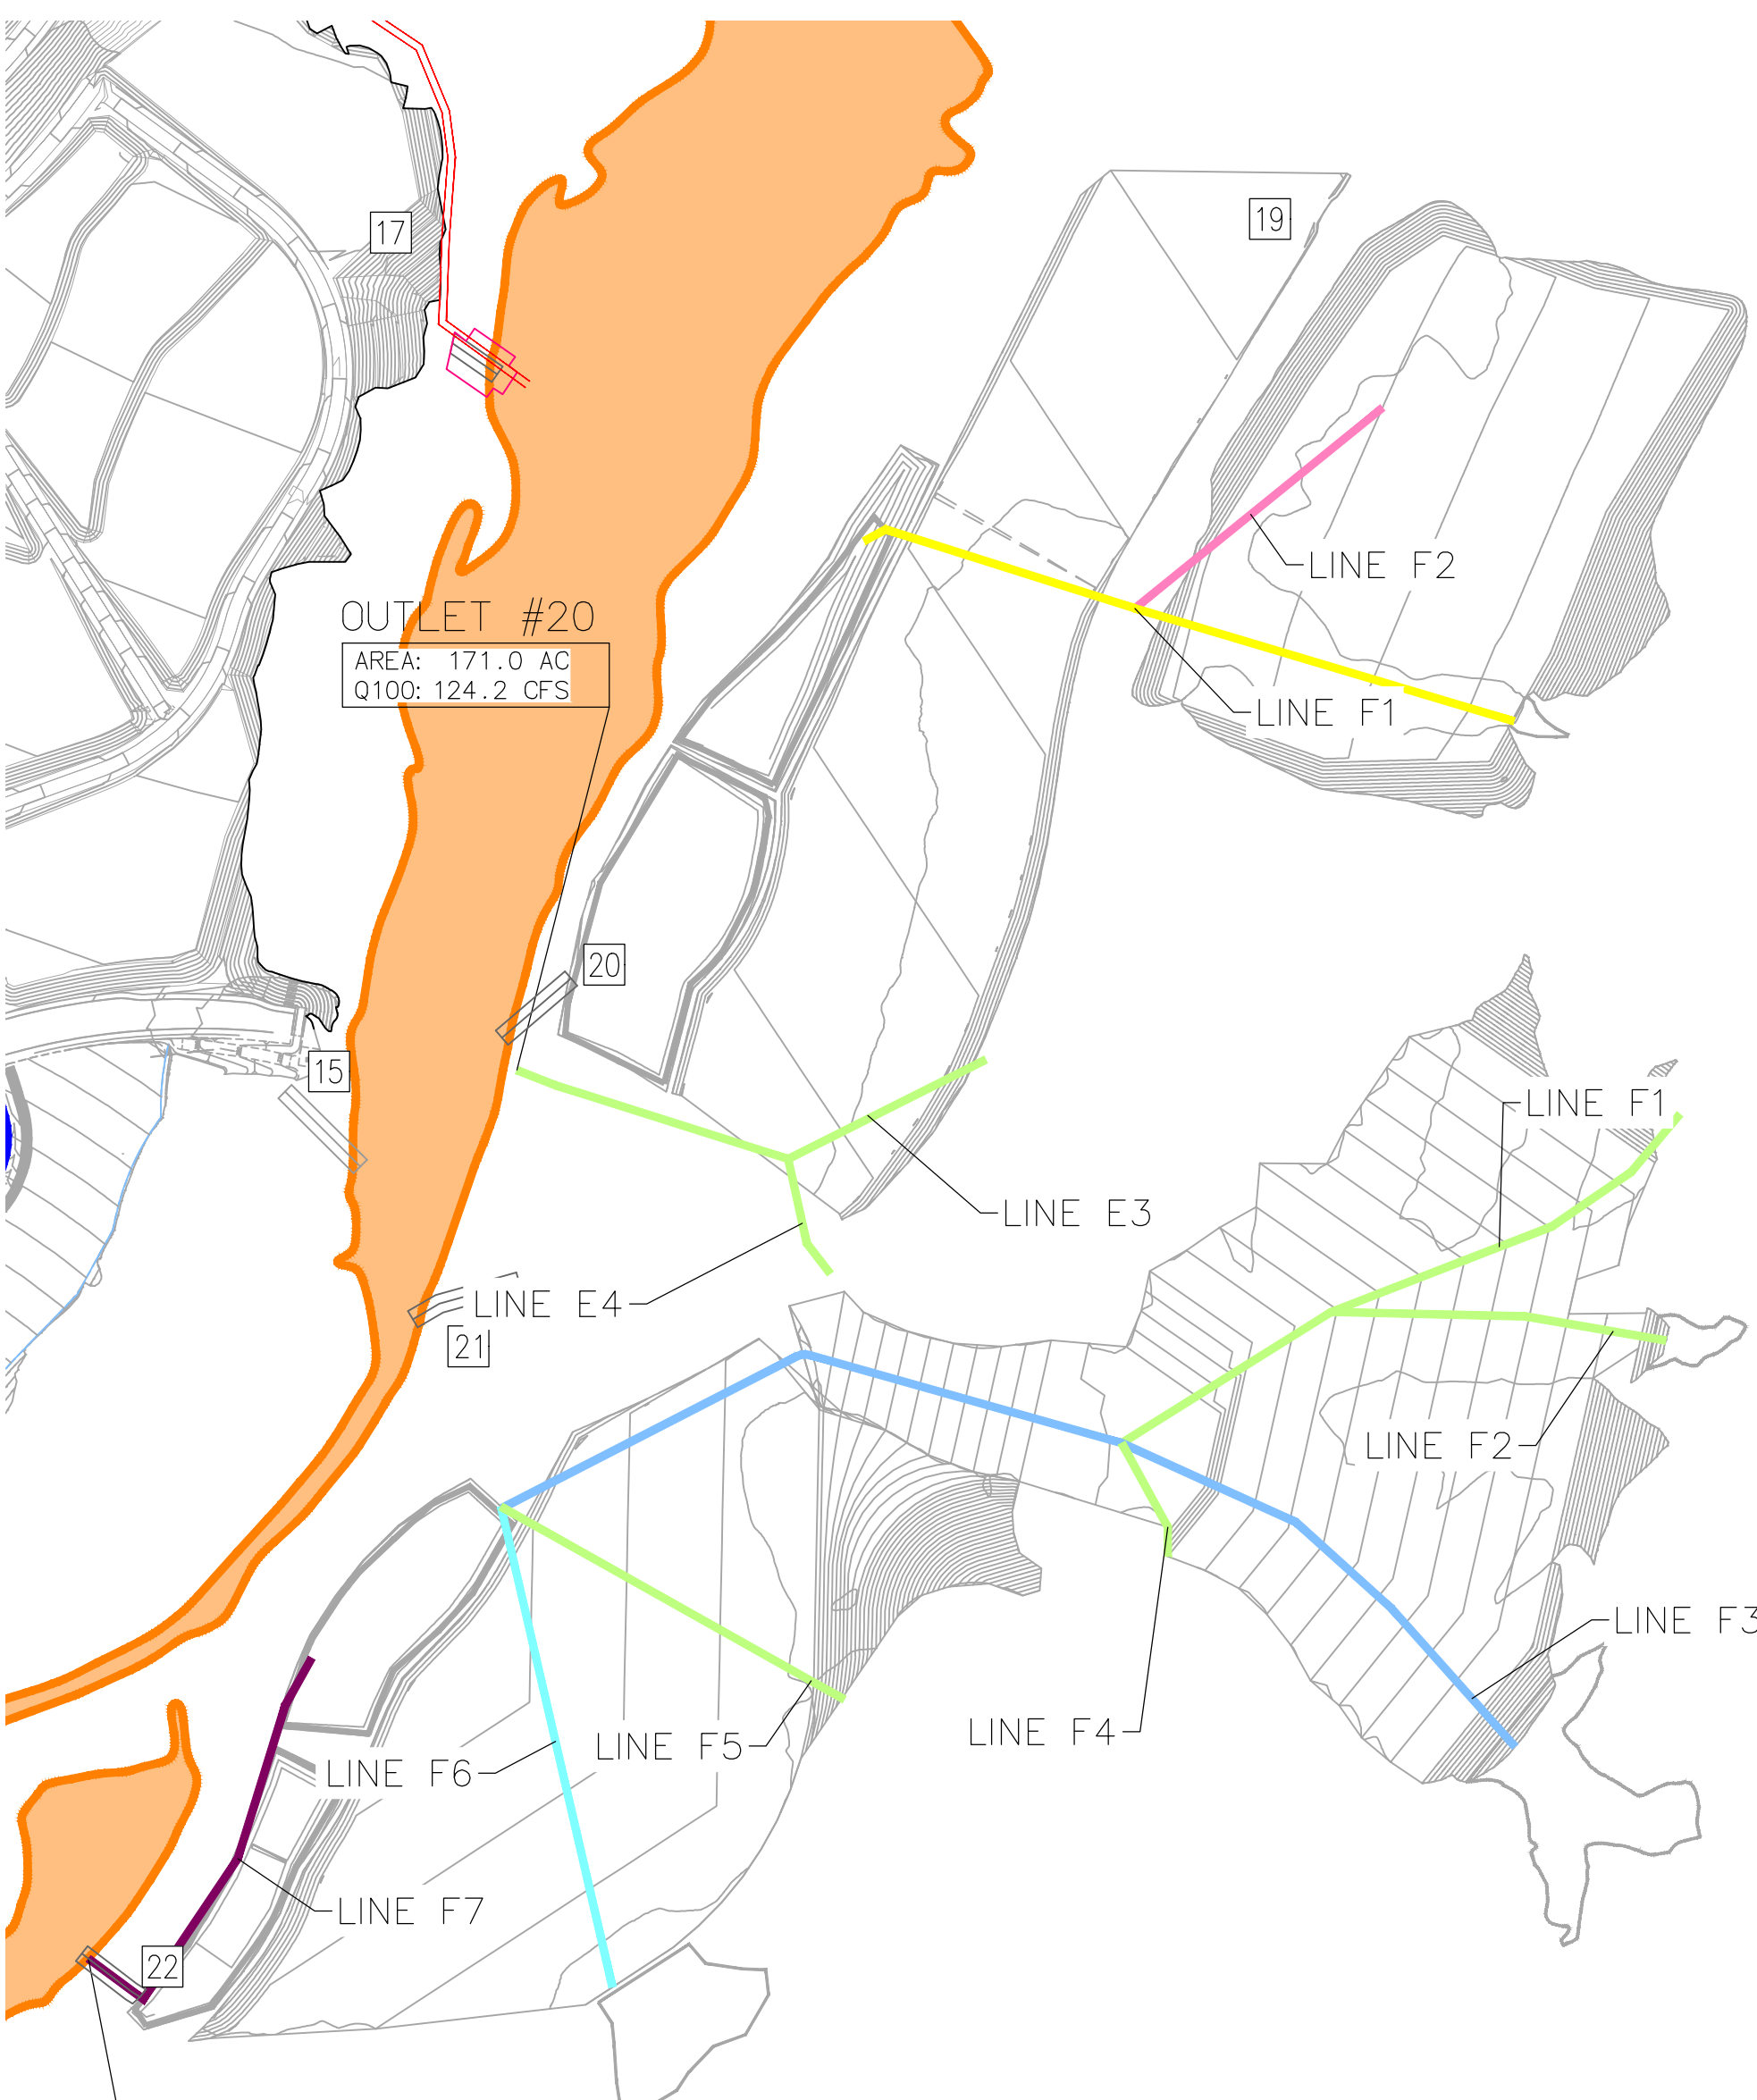 17
19
LINE F2
OUTLET #20
AREA: 171.0 AC
Q100: 124.2 CFS
LINE F1
20
15
LINE F1
LINE E3
LINE E4
21
LINE F2
LINE F3
LINE F4
LINE F5
LINE F6
LINE F7
22